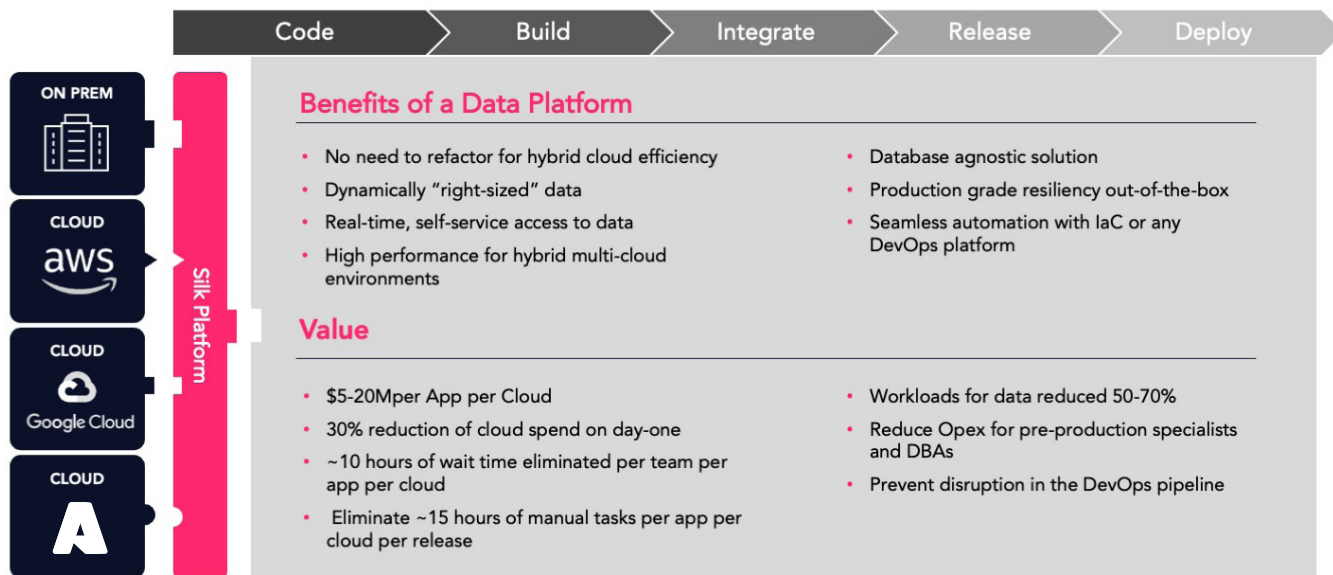 Code
Build
Integrate
Release
Deploy
ON PREM
CLOUD
aws
CLOUD
Google Cloud
CLOUD
Silk Platform
Benefits of a Data Platform
• No need to refactor for hybrid cloud efficiency
• Dynamically “right-sized” data
• Real-time, self-service access to data
• High performance for hybrid multi-cloud
environments
• Database agnostic solution
• Production grade resiliency out-of-the-box
• Seamless automation with IaC or any
DevOps platform
Value
• $5-20Mper App per Cloud
• 30% reduction of cloud spend on day-one
• ~10 hours of wait time eliminated per team per
app per cloud
• Eliminate ~15 hours of manual tasks per app per
cloud per release
• Workloads for data reduced 50-70%
• Reduce Opex for pre-production specialists
and DBAs
• Prevent disruption in the DevOps pipeline